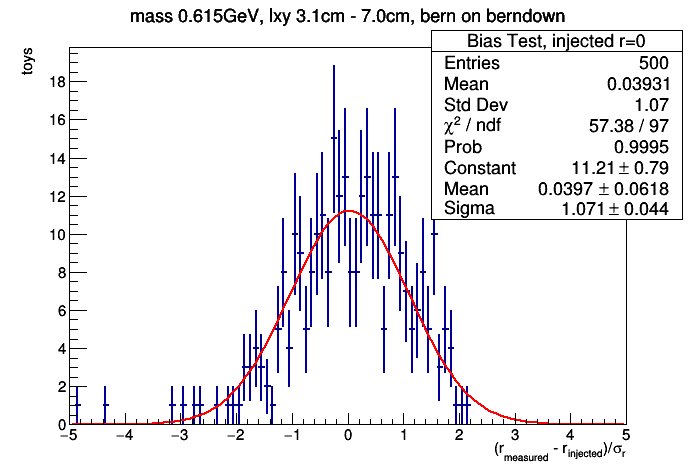 mass 0.615GeV, lxy 3.1cm - 7.0cm, bern on berndown
Bias Test, injected r=0
Entries 500
Mean 0.03931
Std Dev 1.07
χ² / ndf 57.38 / 97
Prob 0.9995
Constant 11.21 ± 0.79
Mean 0.0397 ± 0.0618
Sigma 1.071 ± 0.044
toys
18
16
14
12
10
8
6
4
2
0
−5 −4 −3 −2 −1 0 1 2 3 4 5
(r_measured - r_injected)/σ_r